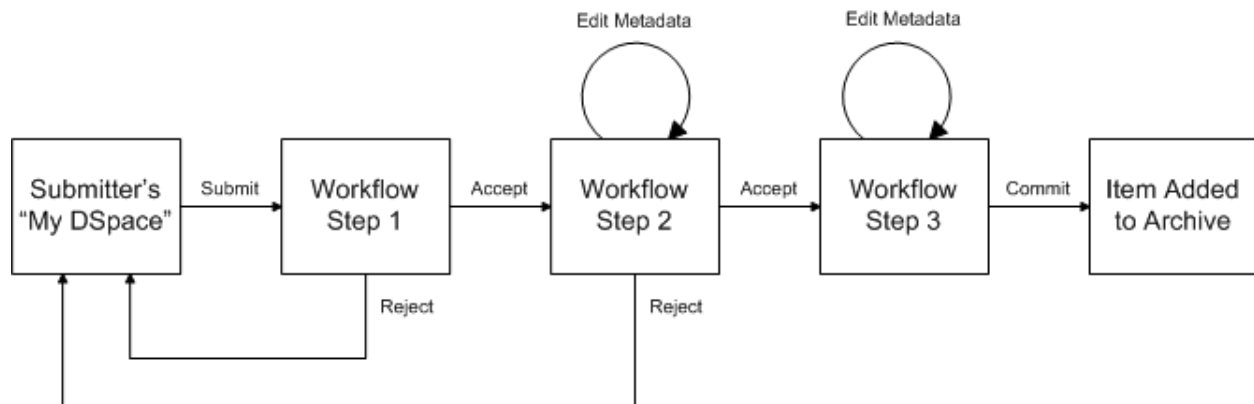 Edit Metadata
Edit Metadata
Submitter’s
“My DSpace”
Submit
Workflow
Step 1
Accept
Workflow
Step 2
Accept
Workflow
Step 3
Commit
Item Added
to Archive
Reject
Reject